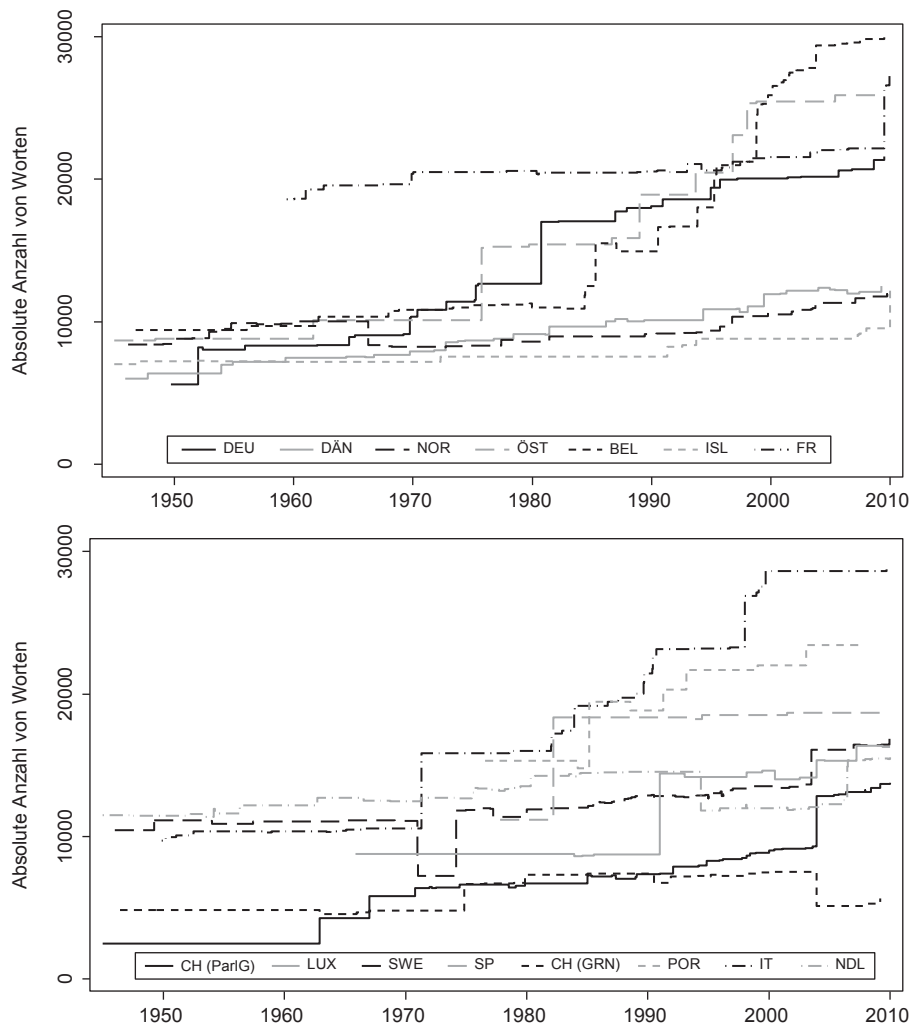 Absolute Anzahl von Worten
30000
20000
10000
0
DEU DÄN NOR ÖST BEL ISL FR
1950 1960 1970 1980 1990 2000 2010
Absolute Anzahl von Worten
30000
20000
10000
0
CH (ParlG) LUX SWE SP CH (GRN) POR IT NDL
1950 1960 1970 1980 1990 2000 2010